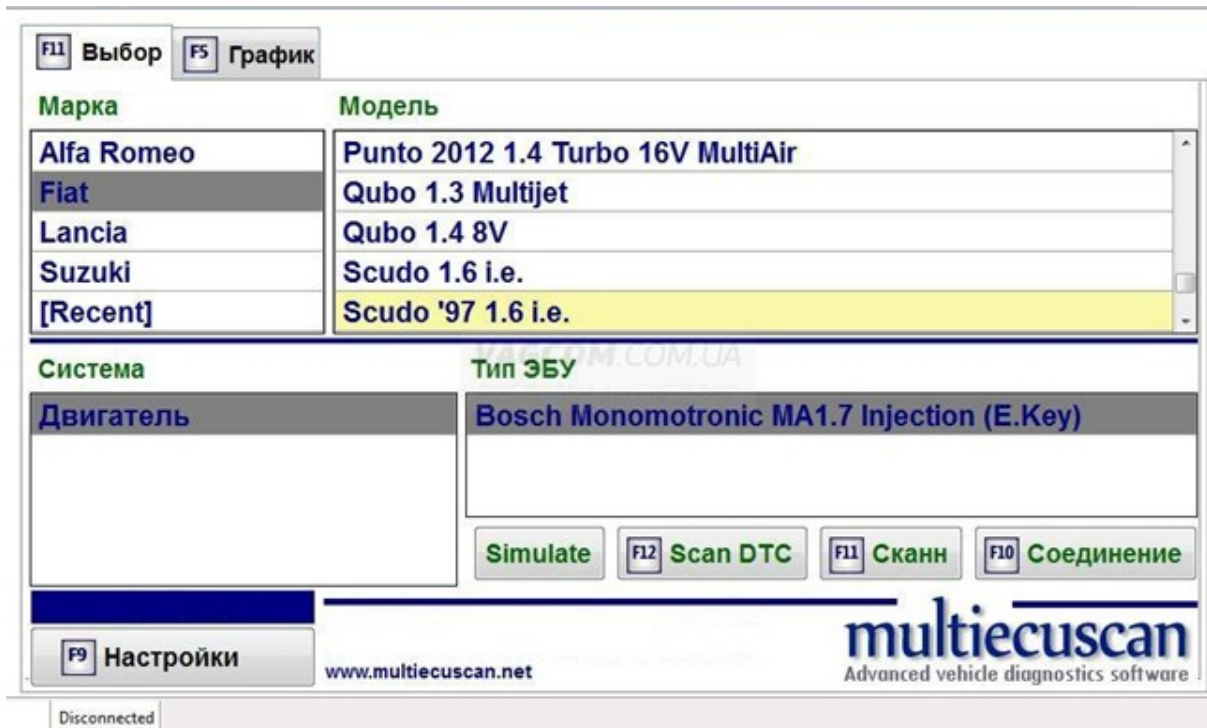 F11 Выбор F5 График
Марка Модель
Alfa Romeo Punto 2012 1.4 Turbo 16V MultiAir
Fiat Qubo 1.3 Multijet
Lancia Qubo 1.4 8V
Suzuki Scudo 1.6 i.e.
[Recent] Scudo '97 1.6 i.e.
VAGCOM.COM.UA
Система Тип ЭБУ
Двигатель Bosch Monomotronic MA1.7 Injection (E.Key)
Simulate F12 Scan DTC F11 Сканн F10 Соединение
multiecuscan
F9 Настройки www.multiecuscan.net Advanced vehicle diagnostics software
Disconnected